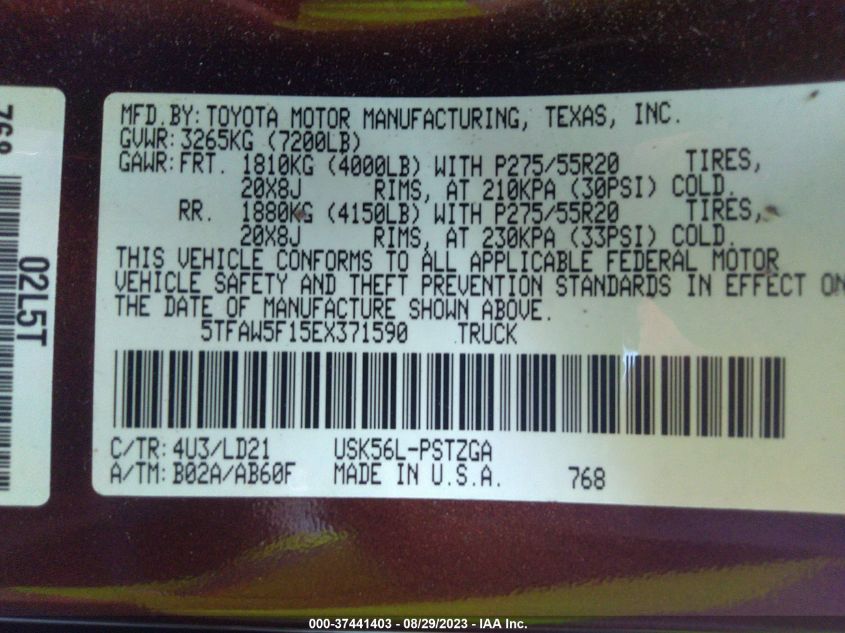 MFD.BY: TOYOTA MOTOR MANUFACTURING, TEXAS, INC.
GVWR: 3265KG (7200LB)
GAWR: FRT. 1810KG (4000LB) WITH P275/55R20 TIRES,
20X8J RIMS, AT 210KPA (30PSI) COLD.
RR. 1880KG (4150LB) WITH P275/55R20 TIRES,
20X8J RIMS, AT 230KPA (33PSI) COLD.
THIS VEHICLE CONFORMS TO ALL APPLICABLE FEDERAL MOTOR
VEHICLE SAFETY AND THEFT PREVENTION STANDARDS IN EFFECT ON
THE DATE OF MANUFACTURE SHOWN ABOVE.
5TFAW5F15EX371590 TRUCK
C/TR: 4U3/LD21 USK56L-PSTZGA
A/TM: B02A/AB60F MADE IN U.S.A. 768
768
02L5T
000-37441403 - 08/29/2023 - IAA Inc.